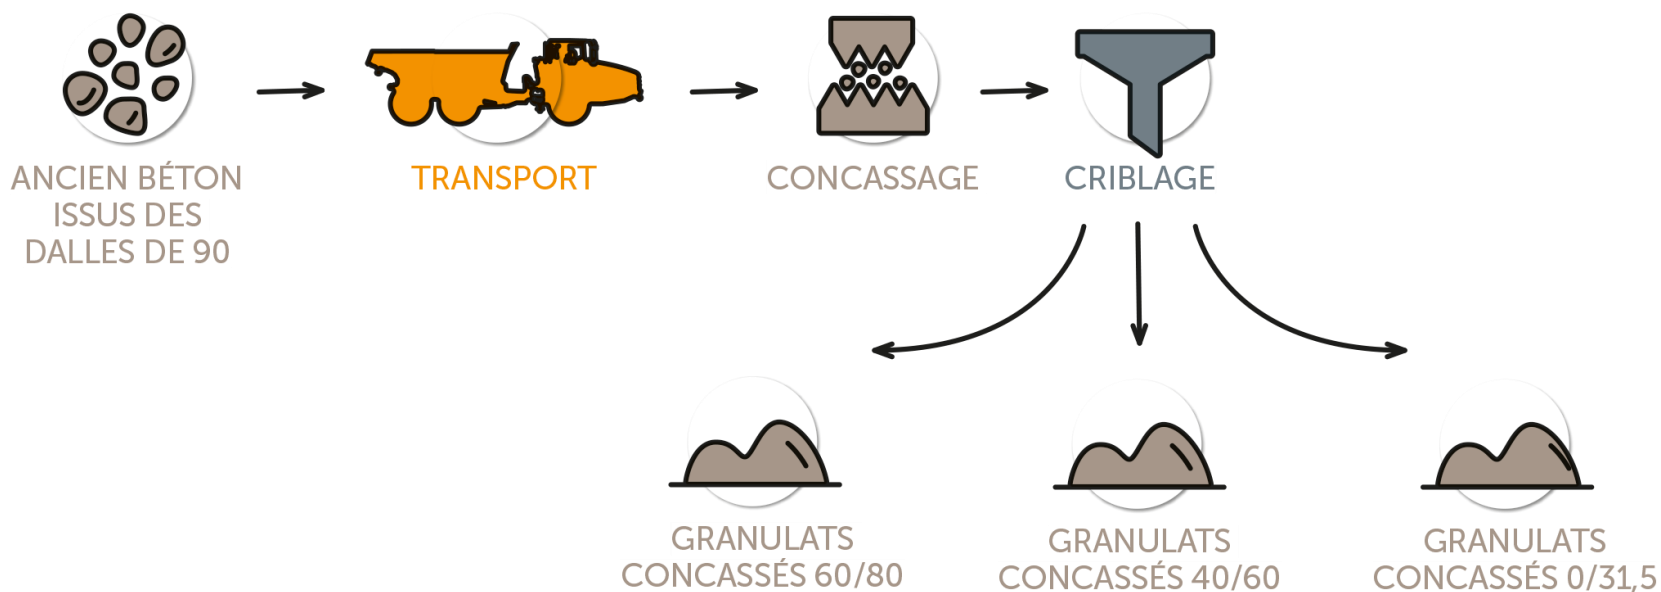 ANCIEN BÉTON
ISSUS DES
DALLES DE 90
TRANSPORT
CONCASSAGE
CRIBLAGE
GRANULATS
CONCASSÉS 60/80
GRANULATS
CONCASSÉS 40/60
GRANULATS
CONCASSÉS 0/31,5